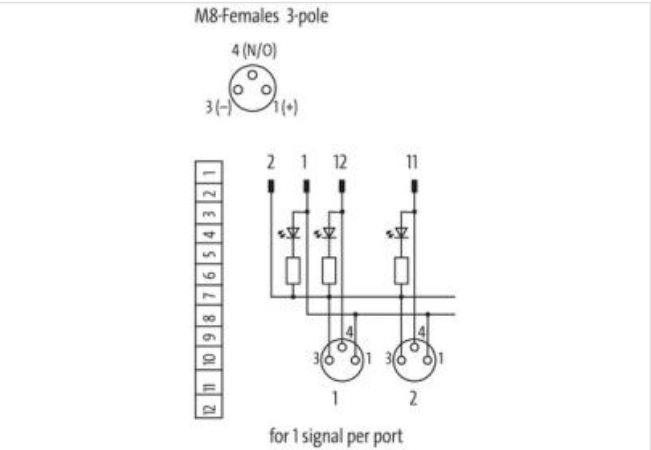 M8-Females 3-pole
4 (N/O)
3 (–) 1 (+)
2 1 12 11
1
2
3
4
5
6
7
8
9
10
11
12
4 4
3 1 3 1
1 2
for 1 signal per port